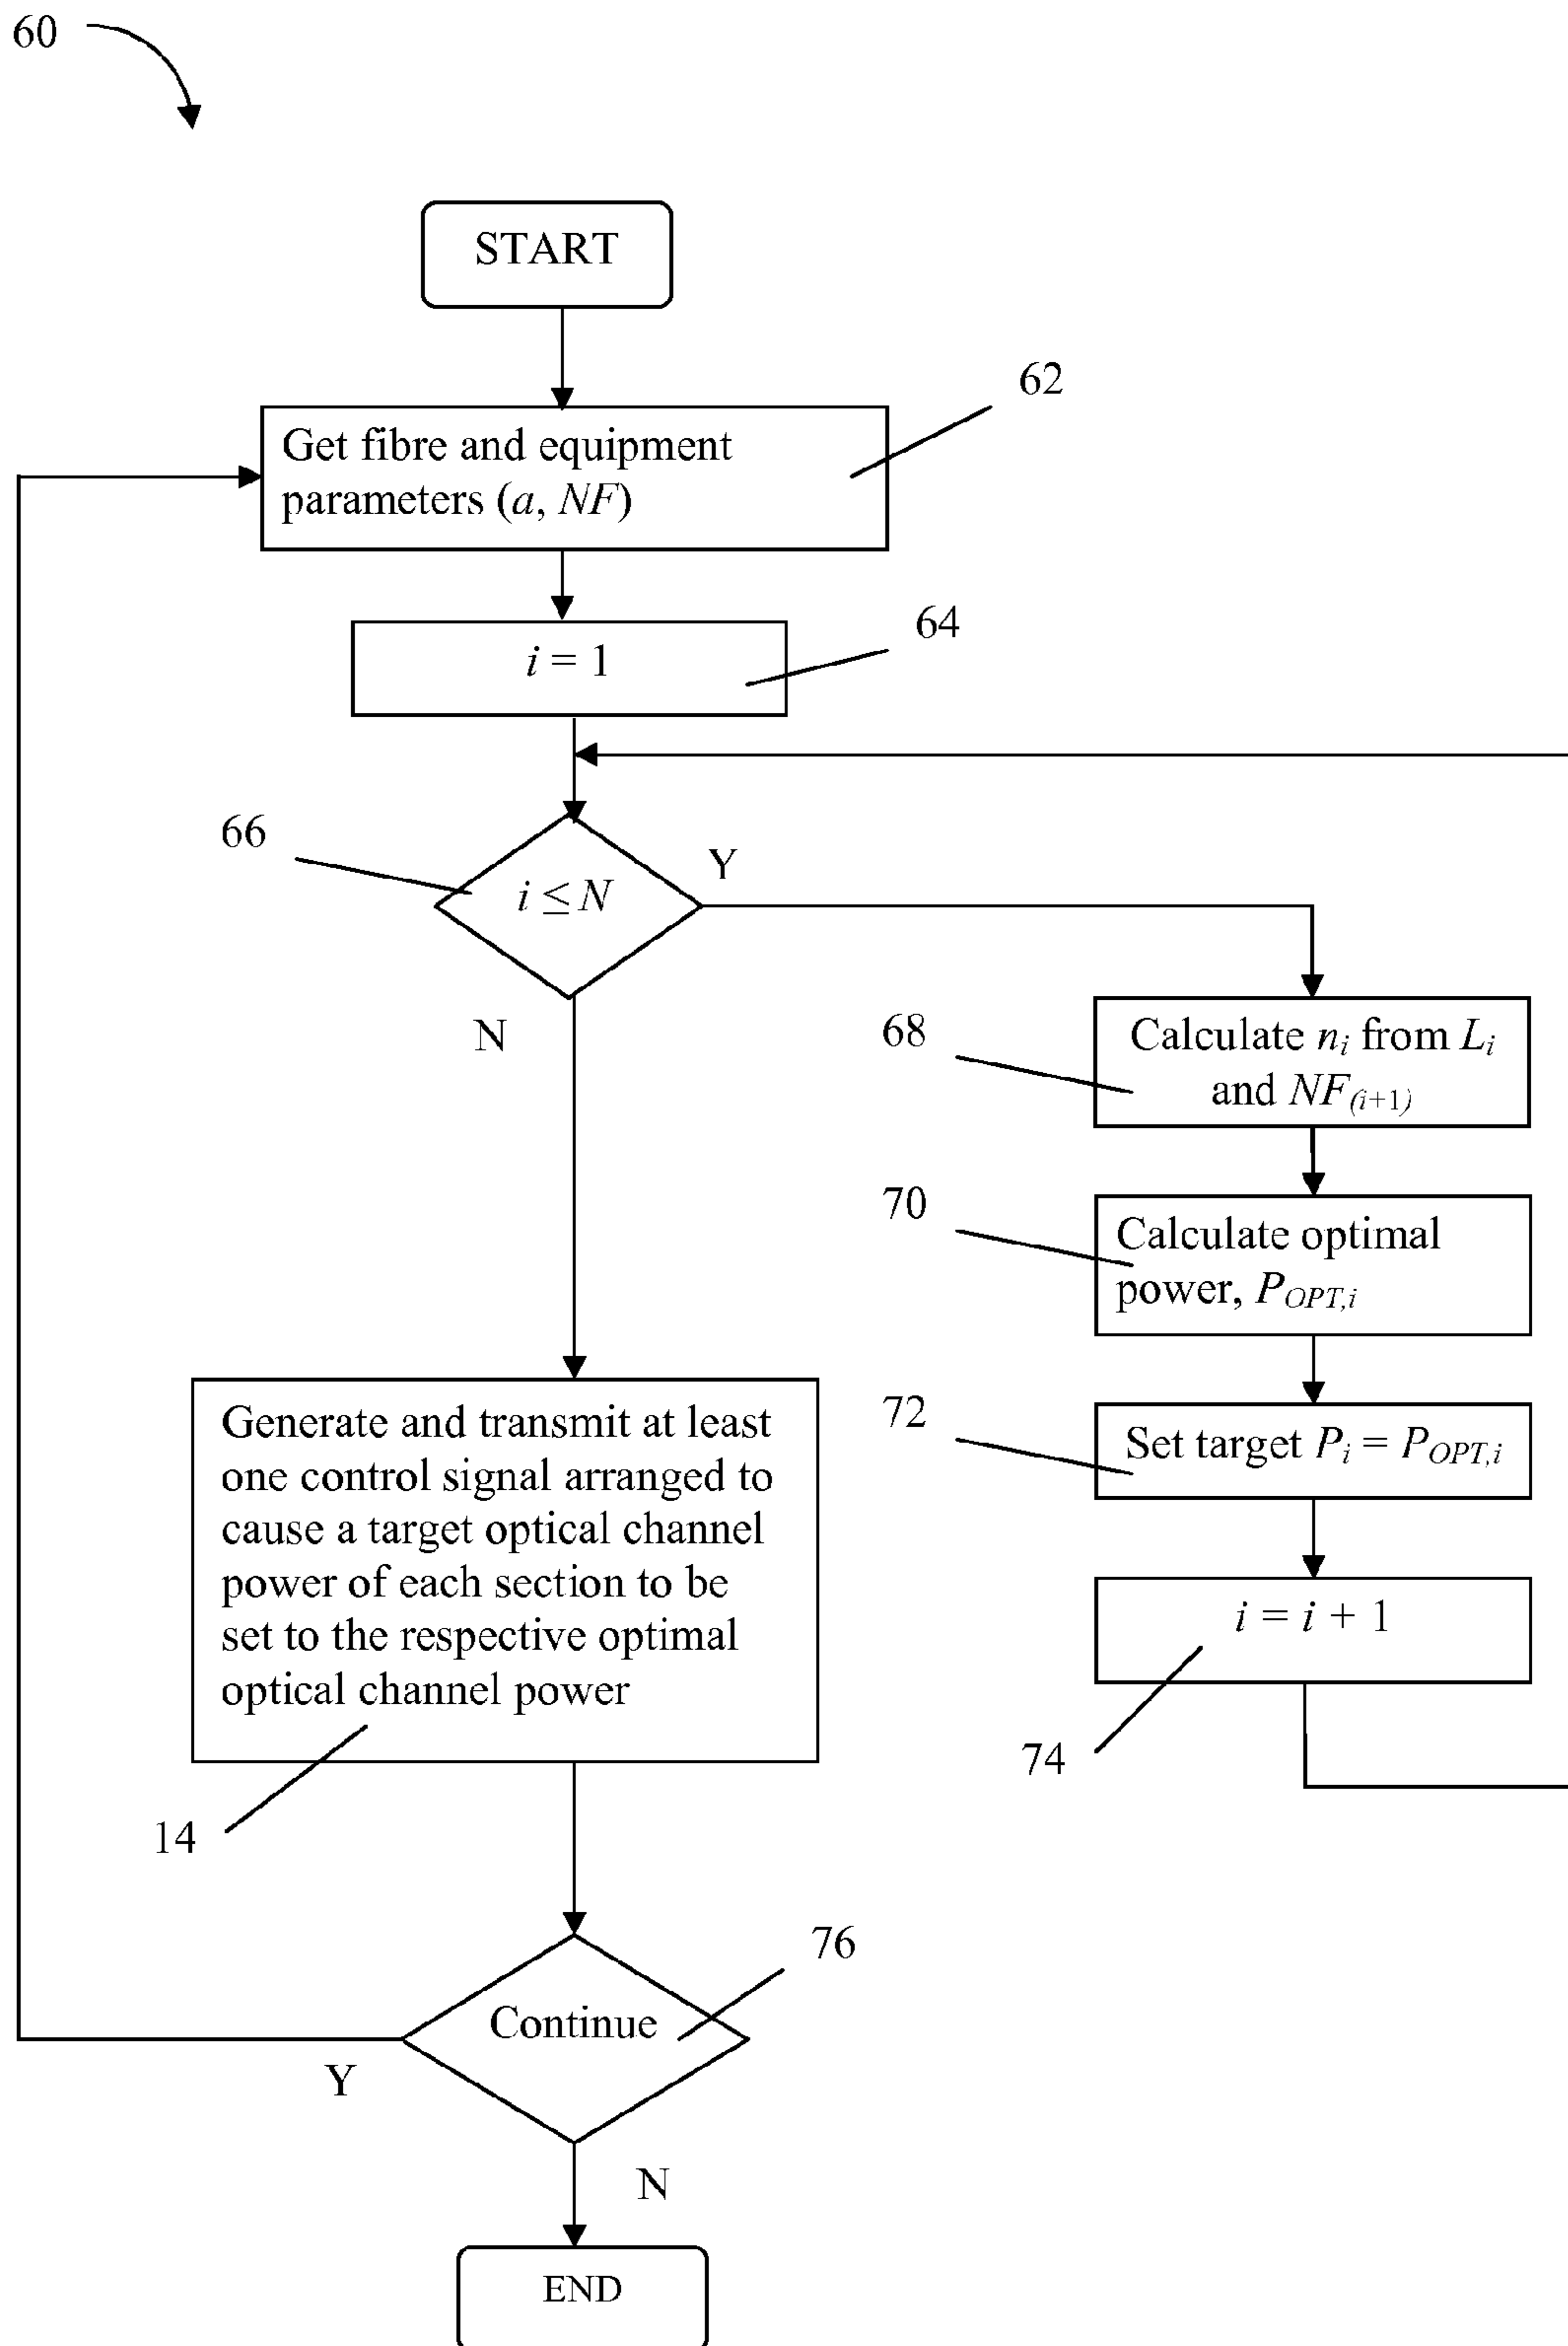 60
START
62
Get fibre and equipment
parameters (a, NF)
64
i = 1
66
i ≤ N
Y
N
68
Calculate nᵢ from Lᵢ
and NF₍ᵢ₊₁₎
70
Calculate optimal
power, P_OPT,i
72
Set target Pᵢ = P_OPT,i
i = i + 1
74
Generate and transmit at least
one control signal arranged to
cause a target optical channel
power of each section to be
set to the respective optimal
optical channel power
14
76
Continue
Y
N
END